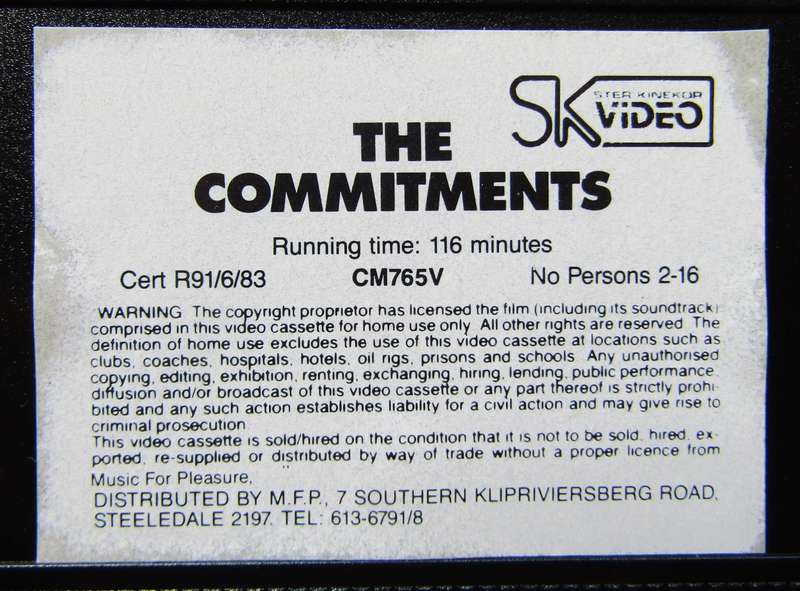 SK STER KINEKOR
VIDEO
THE
COMMITMENTS
Running time: 116 minutes
Cert R91/6/83 CM765V No Persons 2-16
WARNING The copyright proprietor has licensed the film (including its soundtrack)
comprised in this video cassette for home use only. All other rights are reserved. The
definition of home use excludes the use of this video cassette at locations such as
clubs, coaches, hospitals, hotels, oil rigs, prisons and schools. Any unauthorised
copying, editing, exhibition, renting, exchanging, hiring, lending, public performance,
diffusion and/or broadcast of this video cassette or any part thereof is strictly prohi-
bited and any such action establishes liability for a civil action and may give rise to
criminal prosecution
This video cassette is sold/hired on the condition that it is not to be sold, hired, ex-
ported, re-supplied or distributed by way of trade without a proper licence from
Music For Pleasure,
DISTRIBUTED BY M.F.P., 7 SOUTHERN KLIPRIVIERSBERG ROAD,
STEELEDALE 2197. TEL: 613-6791/8